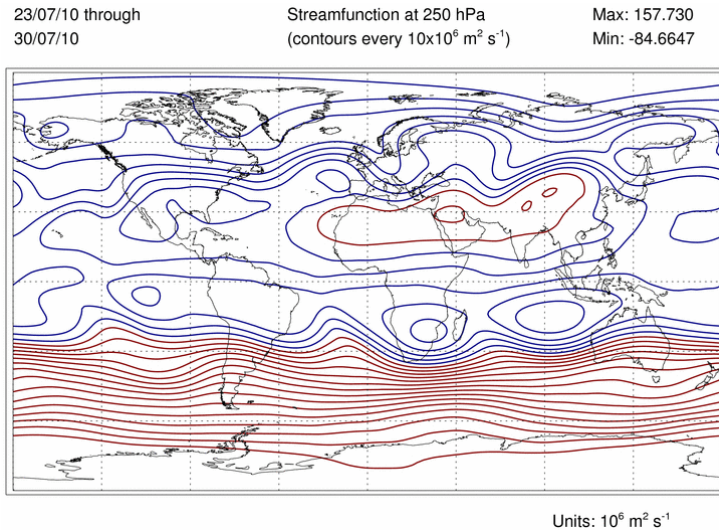 23/07/10 through
30/07/10
Streamfunction at 250 hPa
(contours every 10x10⁶ m² s⁻¹)
Max: 157.730
Min: -84.6647
Units: 10⁶ m² s⁻¹